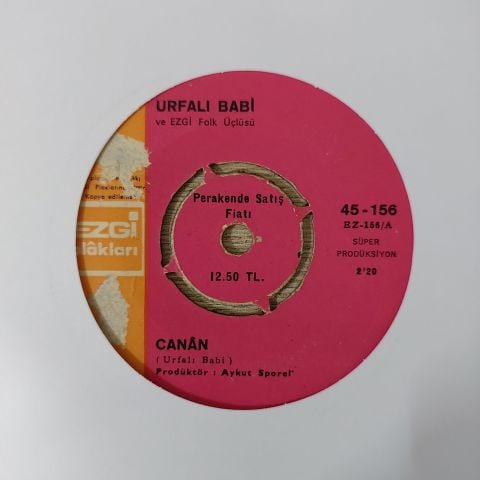 URFALI BABİ
ve EZGİ Folk Üçlüsü
Perakende Satış
Fiatı
12.50 TL.
45-156
EZ-156/A
SÜPER
PRODÜKSİYON
2'20
EZGİ
lâkları
CANÂN
(Urfalı Babi)
Prodüktör : Aykut Sporel